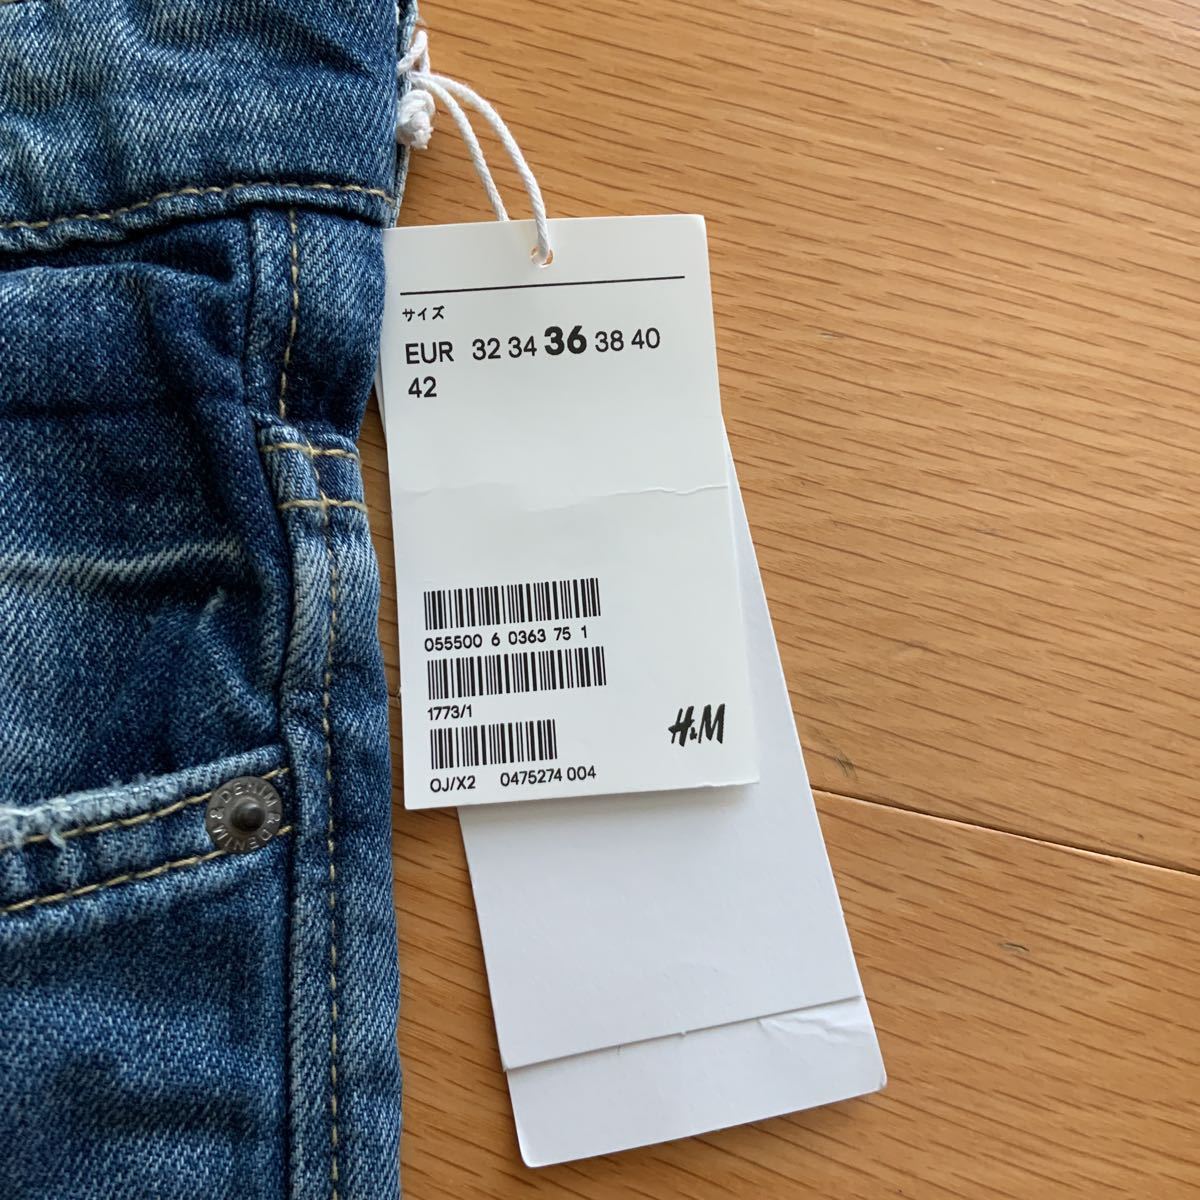 サイズ
EUR 32 34 36 38 40
42
055500 6 0363 75 1
1773/1
OJ/X2 0475274 004
H&M
DENIM & DENIM &